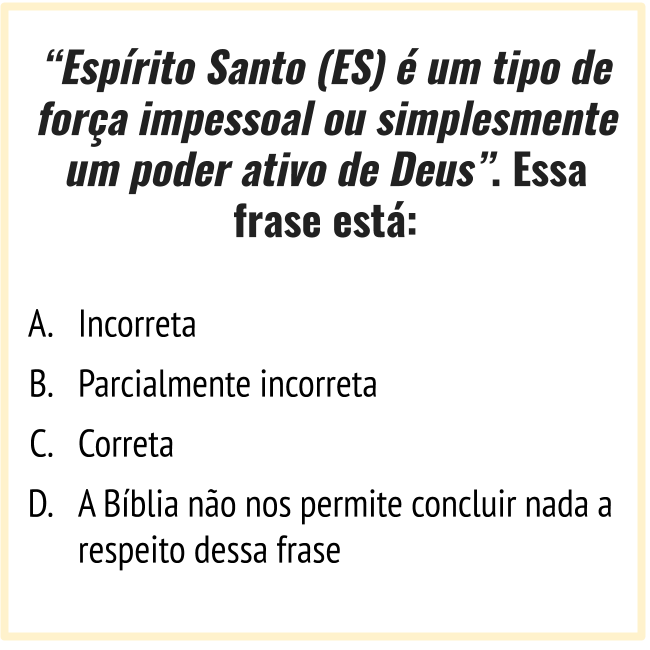 “Espírito Santo (ES) é um tipo de
força impessoal ou simplesmente
um poder ativo de Deus”. Essa
frase está:
A. Incorreta
B. Parcialmente incorreta
C. Correta
D. A Bíblia não nos permite concluir nada a
respeito dessa frase